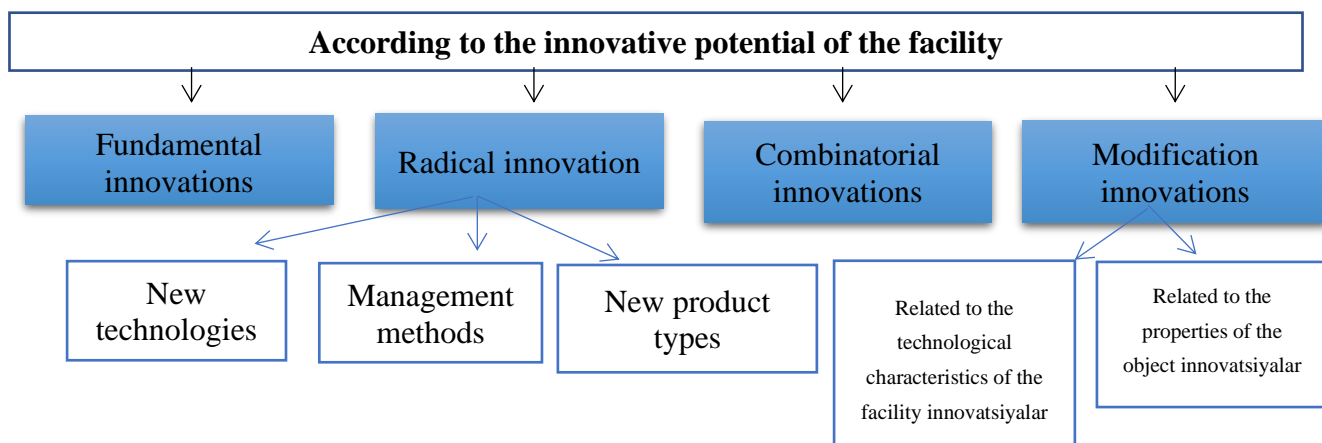 According to the innovative potential of the facility
Fundamental
innovations
Radical innovation
Combinatorial
innovations
Modification
innovations
New
technologies
Management
methods
New product
types
Related to the
technological
characteristics of the
facility innovatsiyalar
Related to the
properties of the
object innovatsiyalar